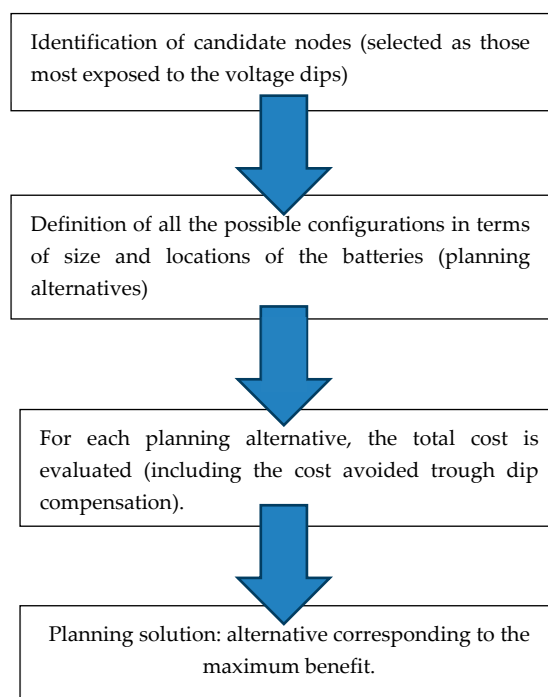 Identification of candidate nodes (selected as those
most exposed to the voltage dips)
Definition of all the possible configurations in terms
of size and locations of the batteries (planning
alternatives)
For each planning alternative, the total cost is
evaluated (including the cost avoided trough dip
compensation).
Planning solution: alternative corresponding to the
maximum benefit.